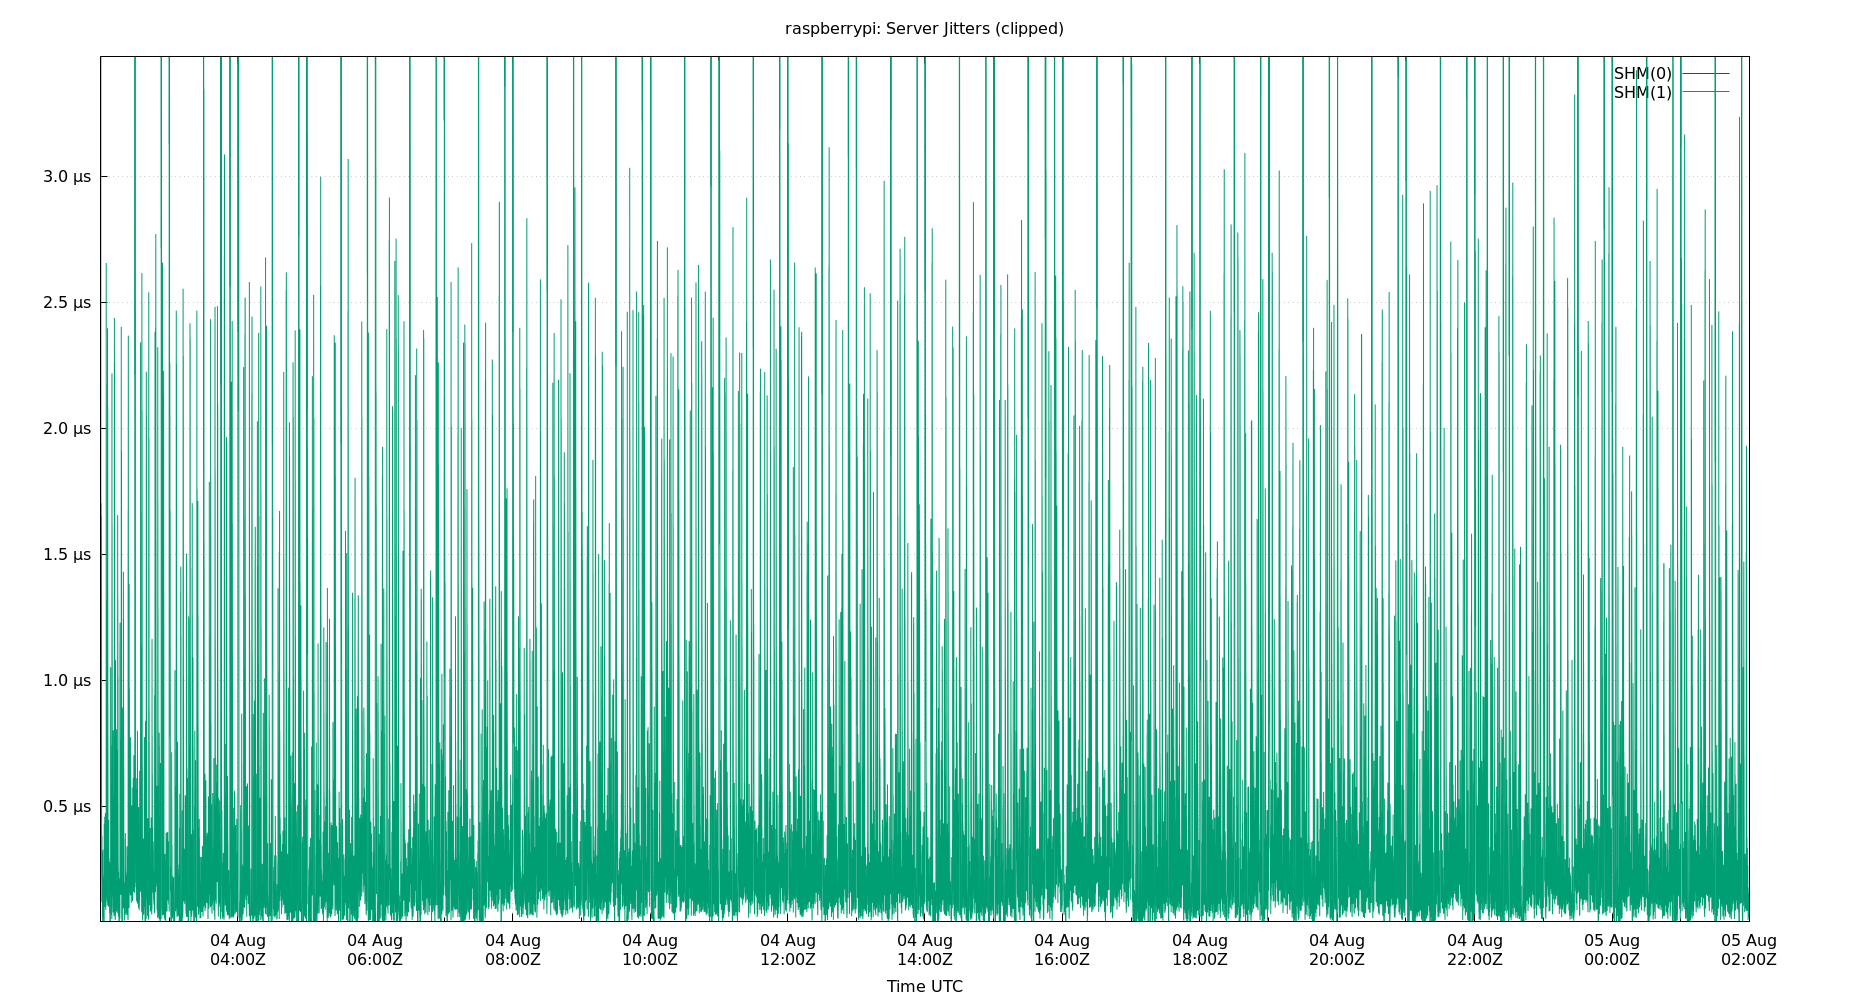 raspberrypi: Server Jitters (clipped)
SHM(0)
SHM(1)
3.0 µs
2.5 µs
2.0 µs
1.5 µs
1.0 µs
0.5 µs
04 Aug 04 Aug 04 Aug 04 Aug 04 Aug 04 Aug 04 Aug 04 Aug 04 Aug 04 Aug 05 Aug 05 Aug
04:00Z 06:00Z 08:00Z 10:00Z 12:00Z 14:00Z 16:00Z 18:00Z 20:00Z 22:00Z 00:00Z 02:00Z
Time UTC